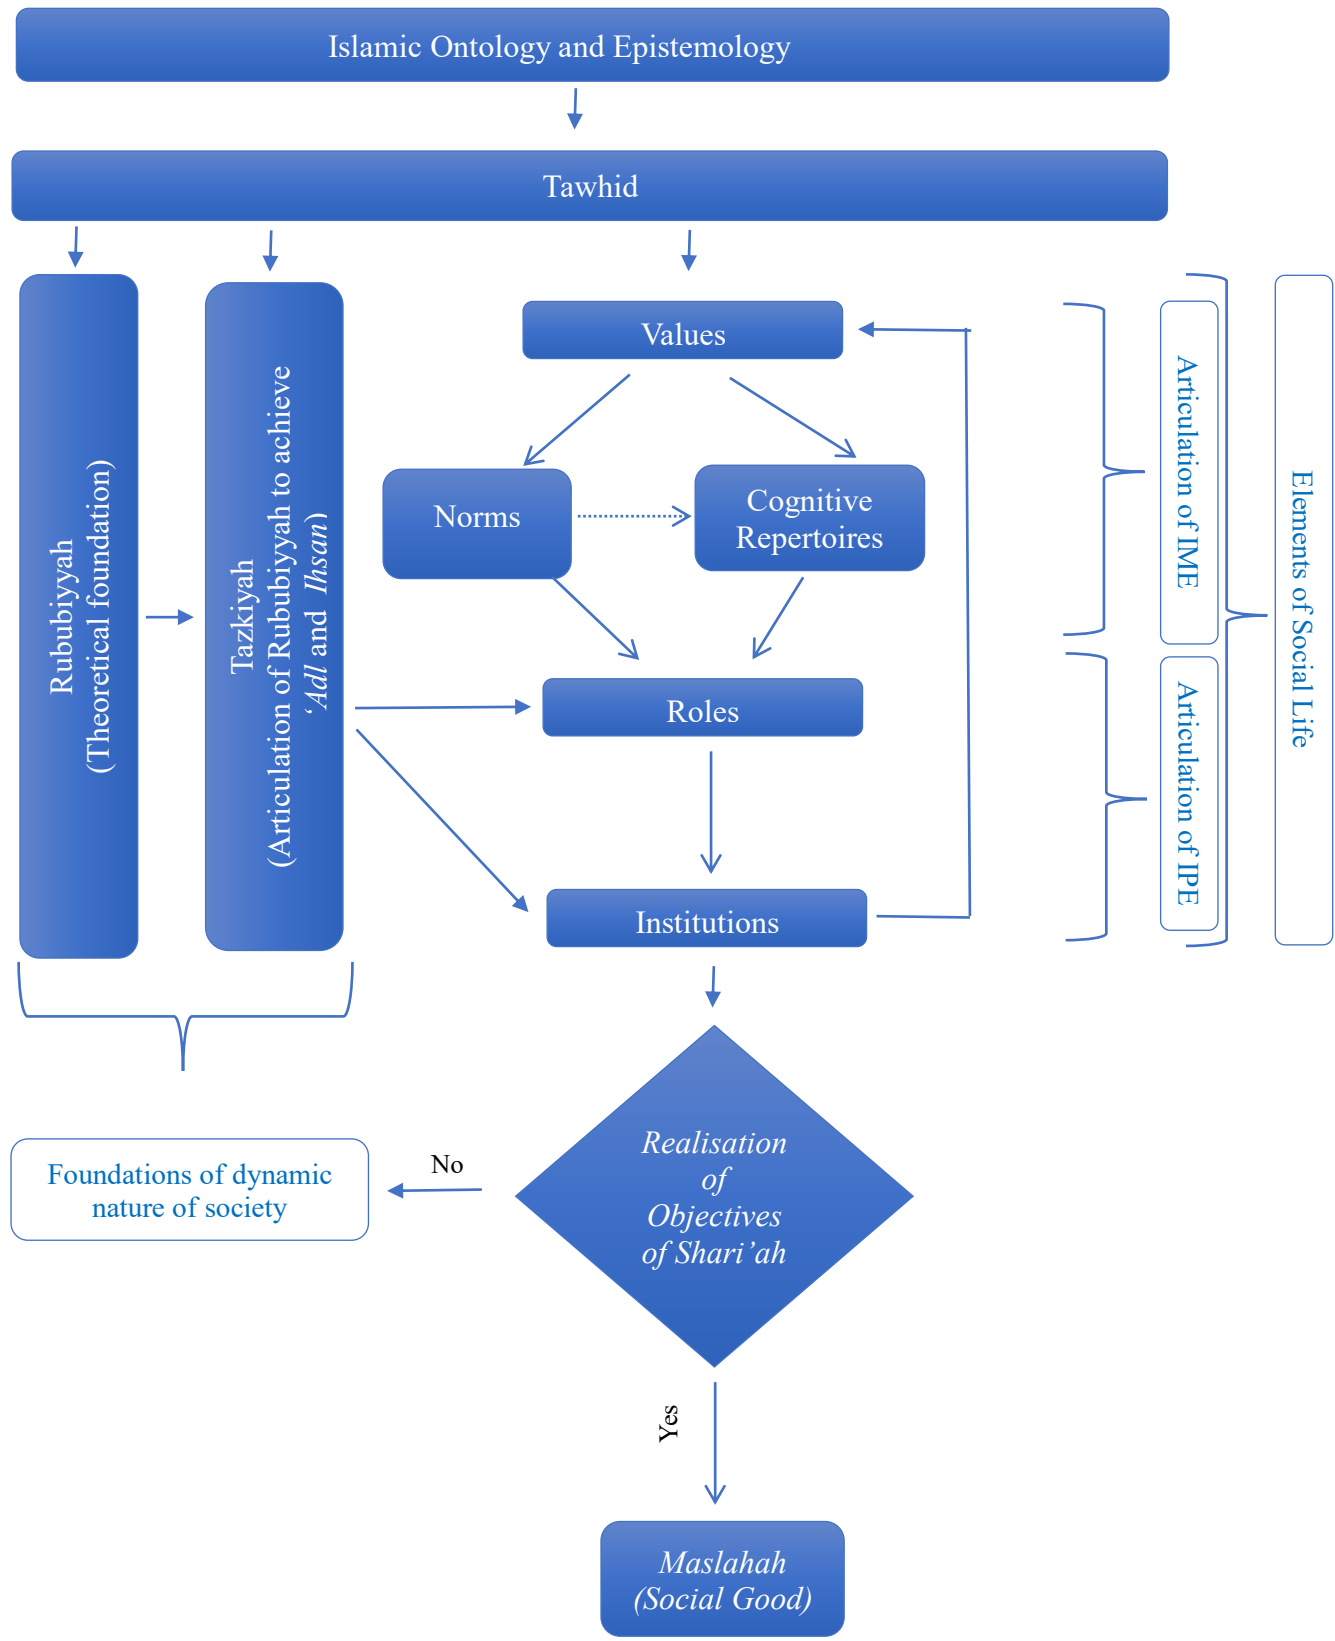 Islamic Ontology and Epistemology
Tawhid
Rububiyyah
(Theoretical foundation)
Tazkiyah
(Articulation of Rububiyyah to achieve
‘Adl and Ihsan)
Values
Norms
Cognitive
Repertoires
Roles
Institutions
Articulation of IME
Articulation of IPE
Elements of Social Life
Foundations of dynamic
nature of society
No
Realisation
of
Objectives
of Shari’ah
Yes
Maslahah
(Social Good)